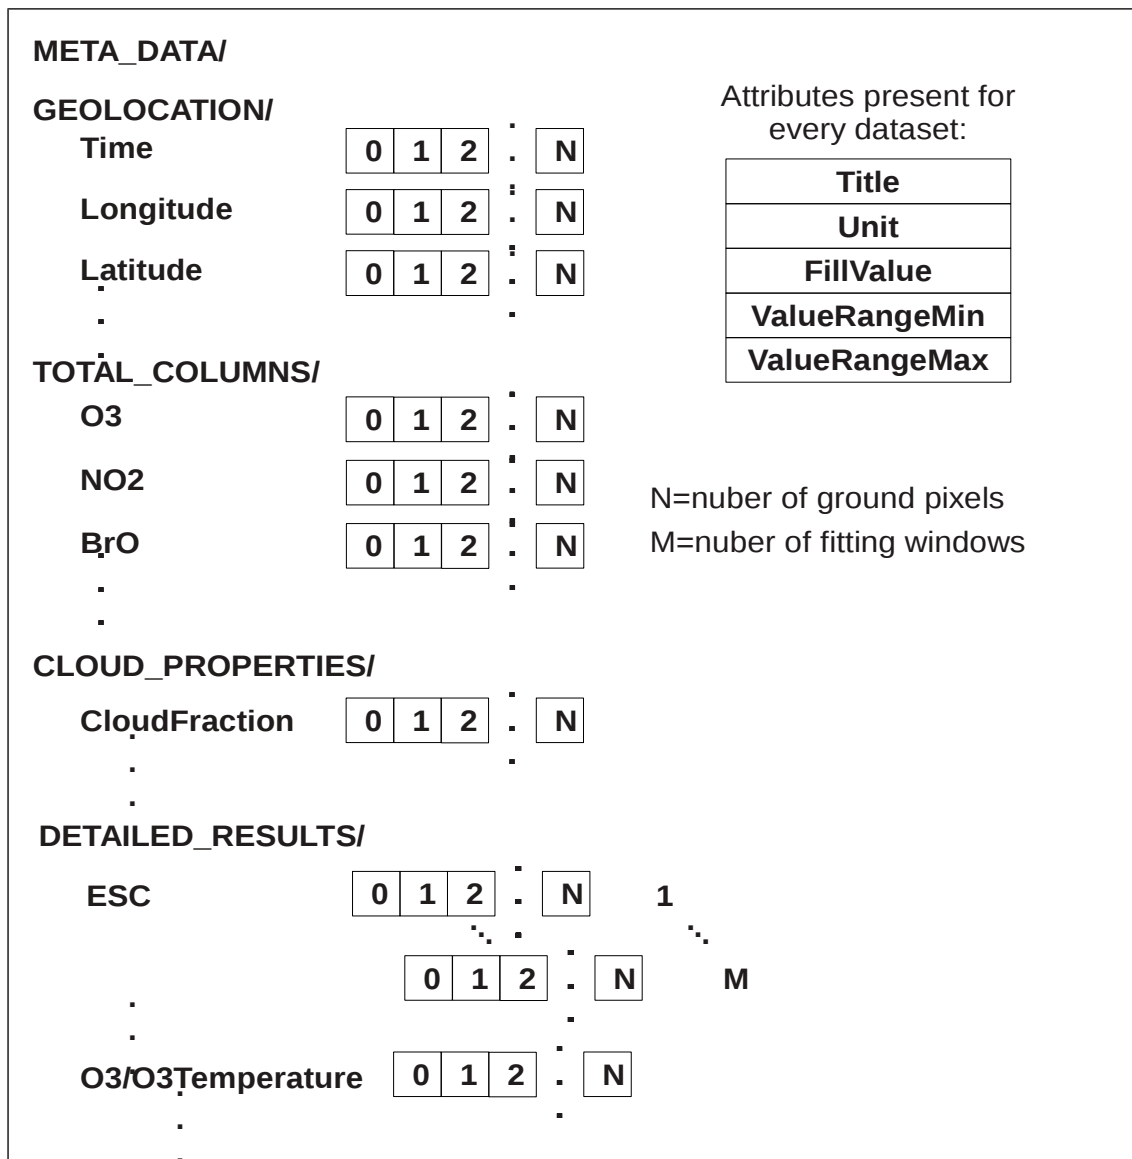 META_DATA/
GEOLOCATION/
Time 0 1 2 . N
Longitude 0 1 2 . N
Latitude 0 1 2 . N
Attributes present for
every dataset:
Title
Unit
FillValue
ValueRangeMin
ValueRangeMax
TOTAL_COLUMNS/
O3 0 1 2 . N
NO2 0 1 2 . N
BrO 0 1 2 . N
N=nuber of ground pixels
M=nuber of fitting windows
CLOUD_PROPERTIES/
CloudFraction 0 1 2 . N
DETAILED_RESULTS/
ESC 0 1 2 . N 1
0 1 2 . N M
O3/O3Temperature 0 1 2 . N